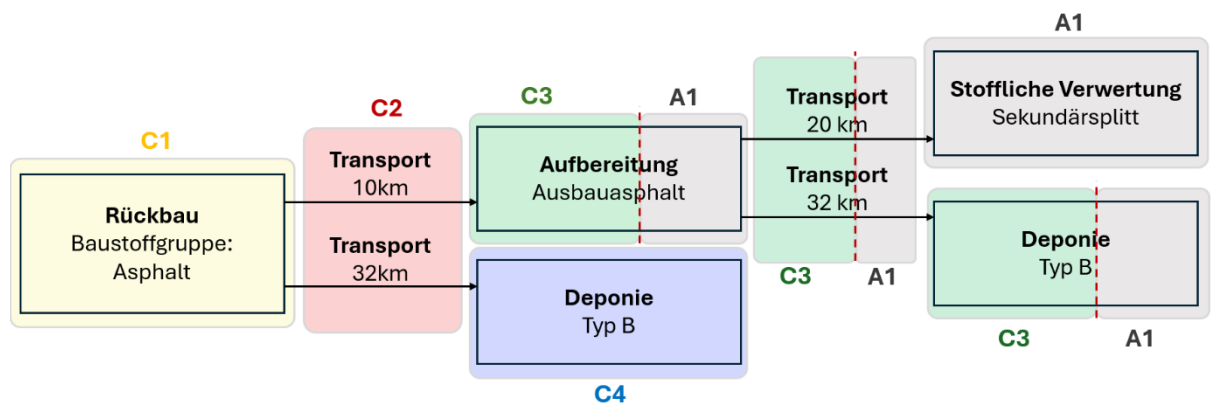 C1
Rückbau
Baustoffgruppe:
Asphalt
C2
Transport
10km
Transport
32km
C3
A1
Aufbereitung
Ausbauasphalt
Deponie
Typ B
C4
Transport
20 km
Transport
32 km
C3
A1
A1
Stoffliche Verwertung
Sekundärsplitt
Deponie
Typ B
C3
A1